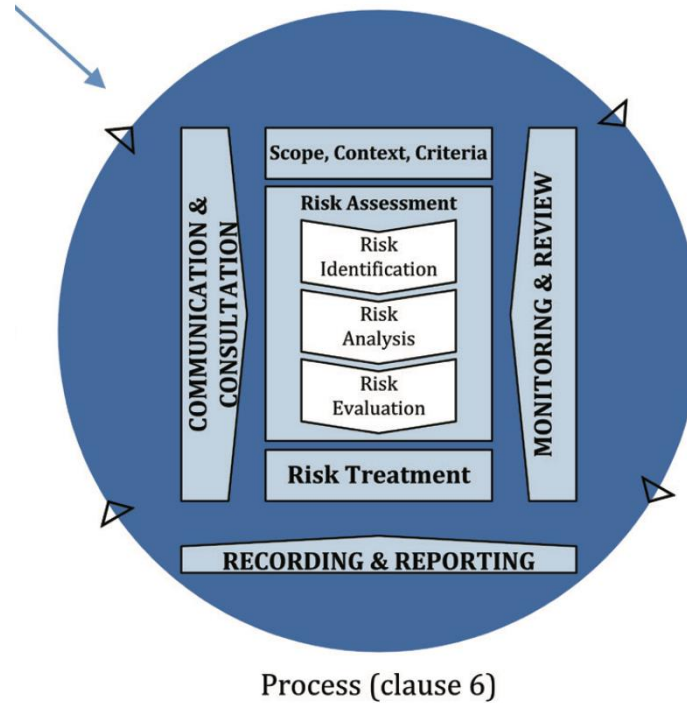 Scope, Context, Criteria
COMMUNICATION &
CONSULTATION
Risk Assessment
Risk
Identification
Risk
Analysis
Risk
Evaluation
MONITORING & REVIEW
Risk Treatment
RECORDING & REPORTING
Process (clause 6)